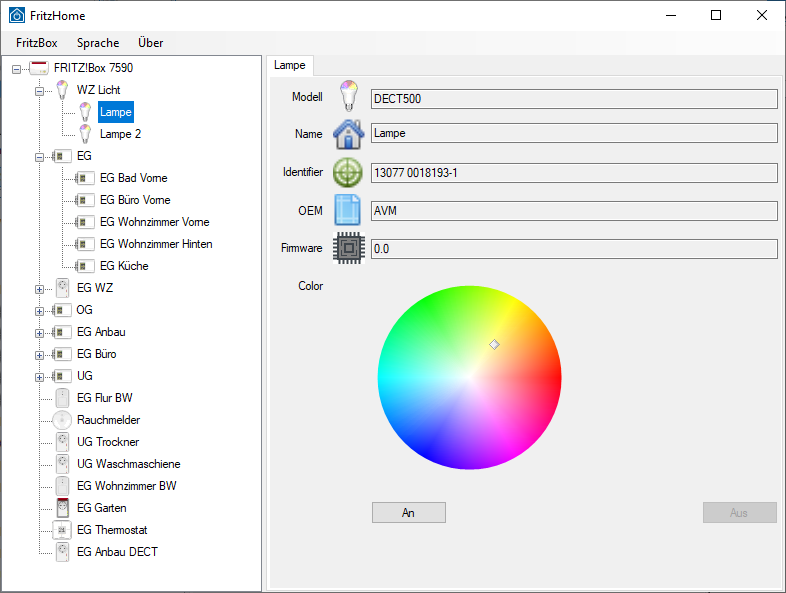 FritzHome
FritzBox Sprache Über
FRITZ!Box 7590
WZ Licht
Lampe
Lampe 2
EG
EG Bad Vorne
EG Büro Vorne
EG Wohnzimmer Vorne
EG Wohnzimmer Hinten
EG Küche
EG WZ
OG
EG Anbau
EG Büro
UG
EG Flur BW
Rauchmelder
UG Trockner
UG Waschmaschiene
EG Wohnzimmer BW
EG Garten
EG Thermostat
EG Anbau DECT
Lampe
Modell DECT500
Name Lampe
Identifier 13077 0018193-1
OEM AVM
Firmware 0.0
Color
An Aus